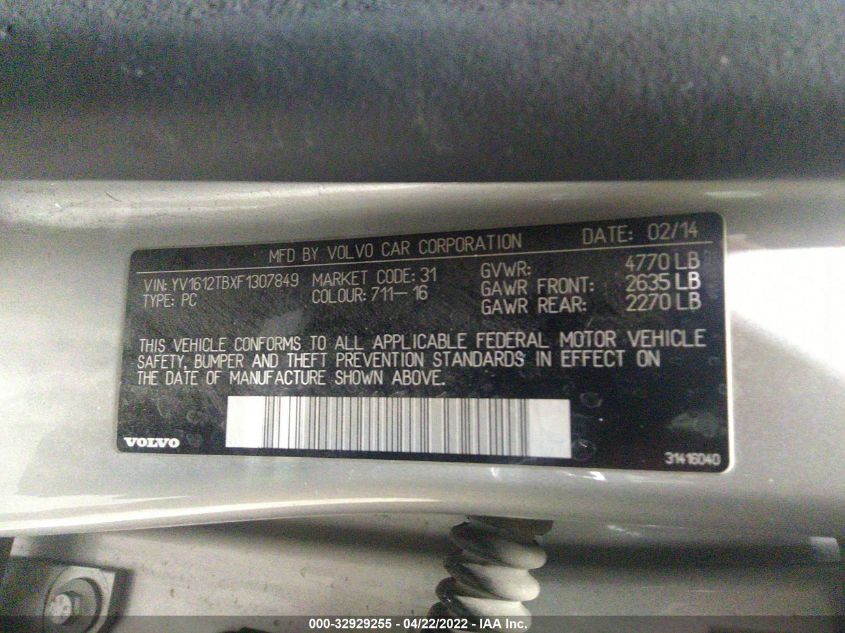 MFD BY VOLVO CAR CORPORATION DATE: 02/14
VIN: YV1612TBXF1307849 MARKET CODE: 31 GVWR: 4770 LB
TYPE: PC COLOUR: 711-16 GAWR FRONT: 2635 LB
GAWR REAR: 2270 LB
THIS VEHICLE CONFORMS TO ALL APPLICABLE FEDERAL MOTOR VEHICLE
SAFETY, BUMPER AND THEFT PREVENTION STANDARDS IN EFFECT ON
THE DATE OF MANUFACTURE SHOWN ABOVE.
VOLVO
31416040
000-32929255 - 04/22/2022 - IAA Inc.